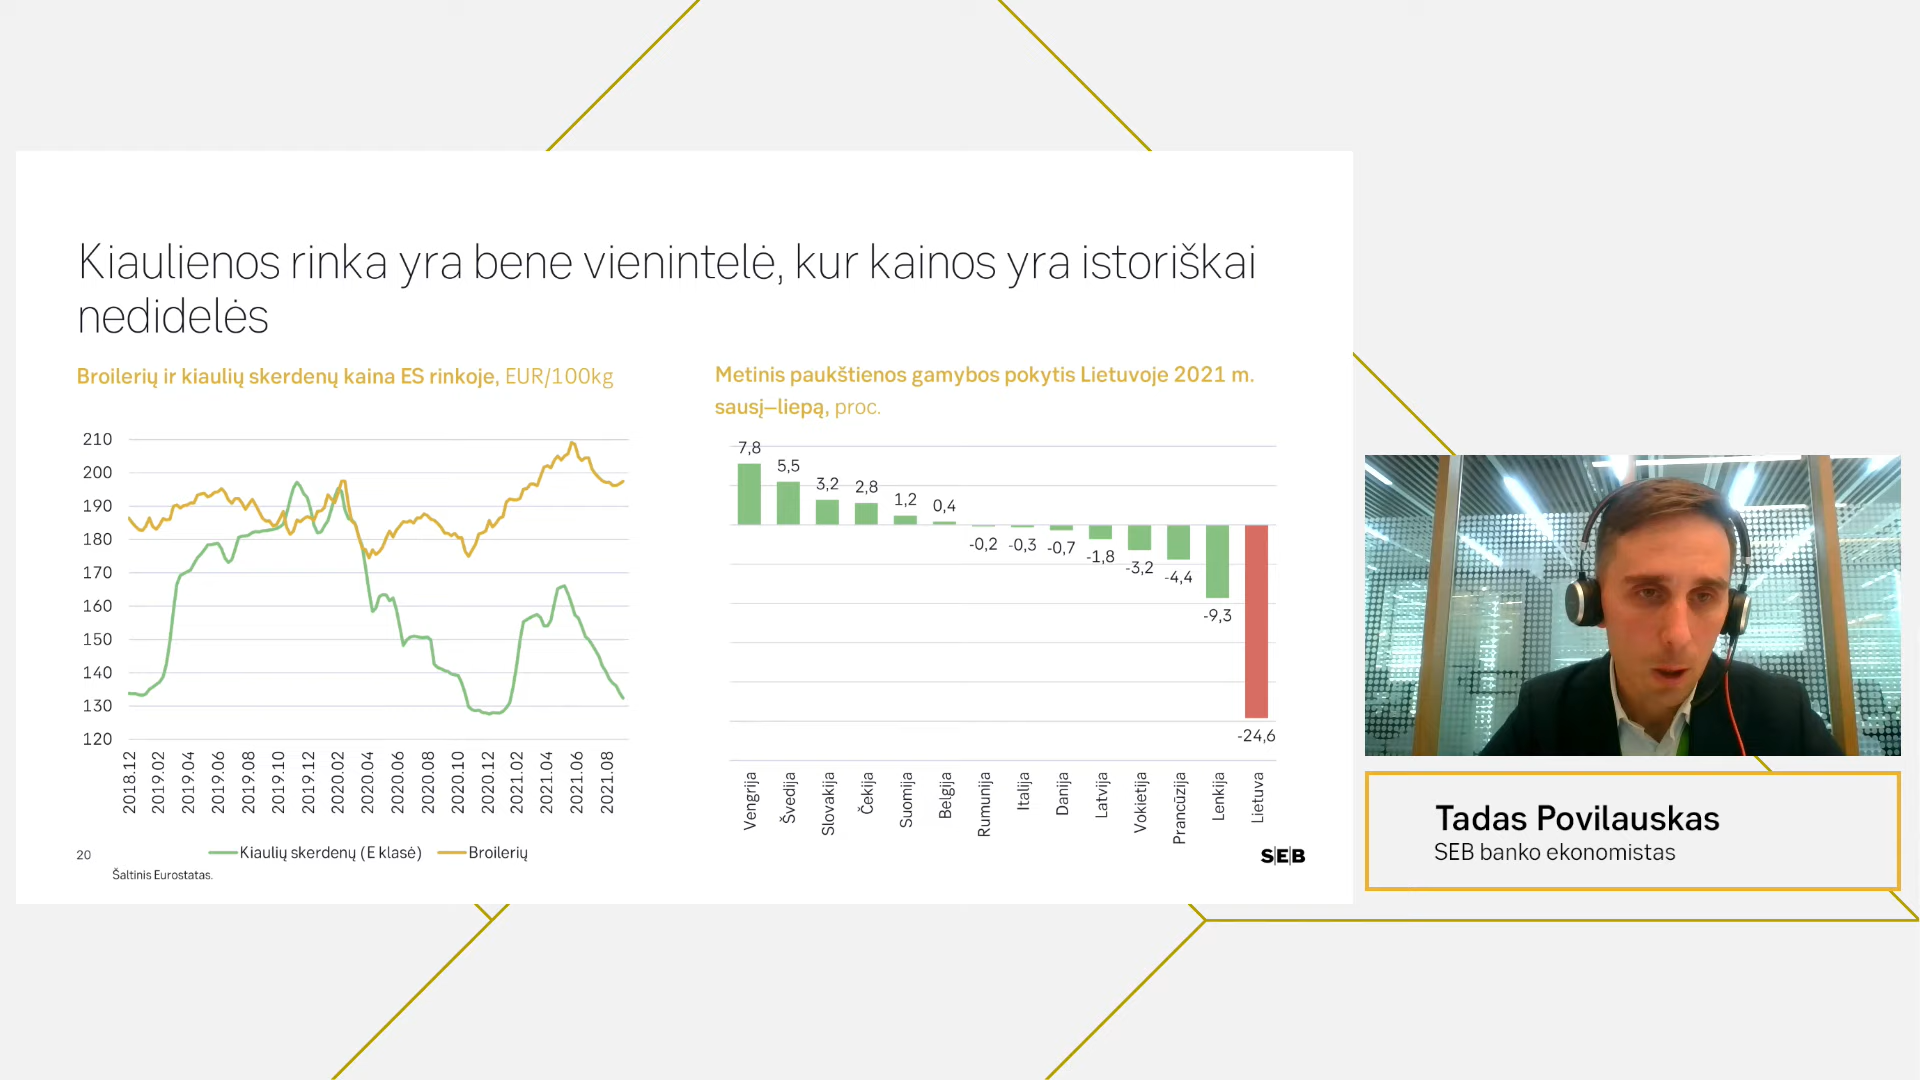 Kiaulienos rinka yra bene vienintelė, kur kainos yra istoriškai
nedidelės
Broilerių ir kiaulių skerdenų kaina ES rinkoje, EUR/100kg
210
200
190
180
170
160
150
140
130
120
2018.12
2019.02
2019.04
2019.06
2019.08
2019.10
2019.12
2020.02
2020.04
2020.06
2020.08
2020.10
2020.12
2021.02
2021.04
2021.06
2021.08
Kiaulių skerdenų (E klasė)
Broilerių
20
Šaltinis Eurostatas.
Metinis paukštienos gamybos pokytis Lietuvoje 2021 m.
sausį–liepą, proc.
7,8
5,5
3,2
2,8
1,2
0,4
-0,2
-0,3
-0,7
-1,8
-3,2
-4,4
-9,3
-24,6
Vengrija
Švedija
Slovakija
Čekija
Suomija
Belgija
Rumunija
Italija
Danija
Latvija
Vokietija
Prancūzija
Lenkija
Lietuva
SEB
Tadas Povilauskas
SEB banko ekonomistas